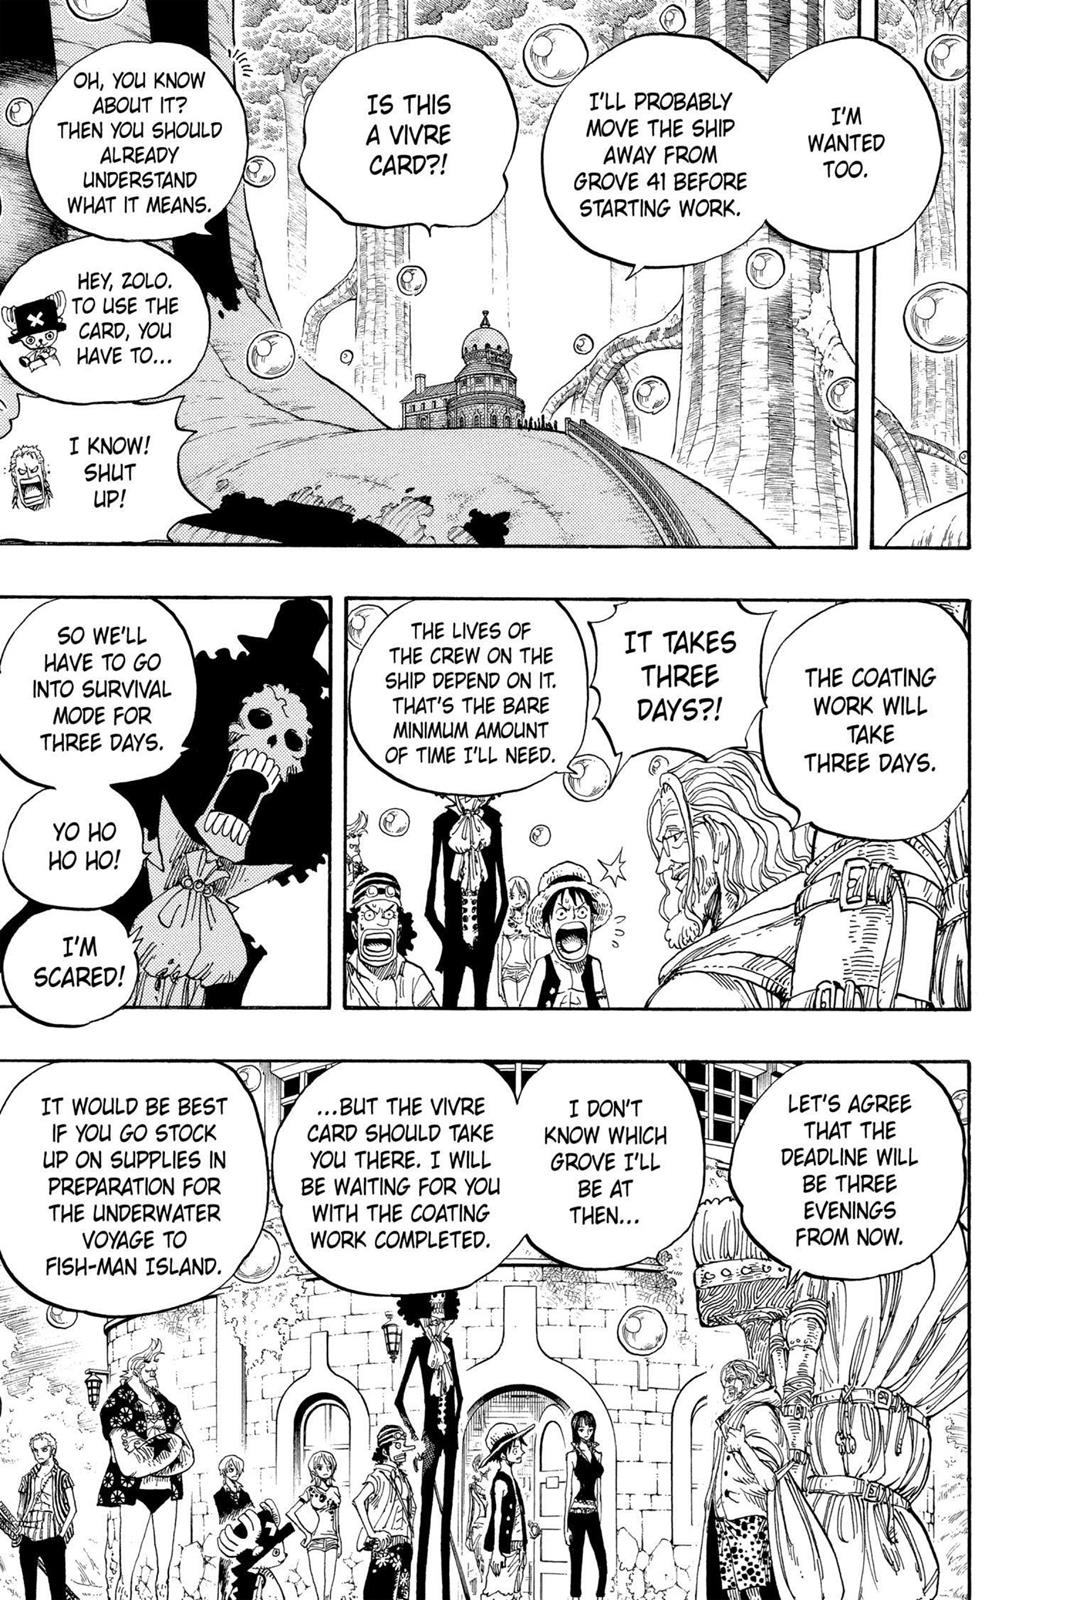 I'M
WANTED
TOO.
I'LL PROBABLY
MOVE THE SHIP
AWAY FROM
GROVE 41 BEFORE
STARTING WORK.
IS THIS
A VIVRE
CARD?!
OH, YOU KNOW
ABOUT IT?
THEN YOU SHOULD
ALREADY
UNDERSTAND
WHAT IT MEANS.
HEY, ZOLO.
TO USE THE
CARD, YOU
HAVE TO...
I KNOW!
SHUT
UP!
THE COATING
WORK WILL
TAKE
THREE DAYS.
IT TAKES
THREE
DAYS?!
THE LIVES OF
THE CREW ON THE
SHIP DEPEND ON IT.
THAT'S THE BARE
MINIMUM AMOUNT
OF TIME I'LL NEED.
SO WE'LL
HAVE TO GO
INTO SURVIVAL
MODE FOR
THREE DAYS.
YO HO
HO HO!
I'M
SCARED!
LET'S AGREE
THAT THE
DEADLINE WILL
BE THREE
EVENINGS
FROM NOW.
I DON'T
KNOW WHICH
GROVE I'LL
BE AT
THEN...
...BUT THE VIVRE
CARD SHOULD TAKE
YOU THERE. I WILL
BE WAITING FOR YOU
WITH THE COATING
WORK COMPLETED.
IT WOULD BE BEST
IF YOU GO STOCK
UP ON SUPPLIES IN
PREPARATION FOR
THE UNDERWATER
VOYAGE TO
FISH-MAN ISLAND.